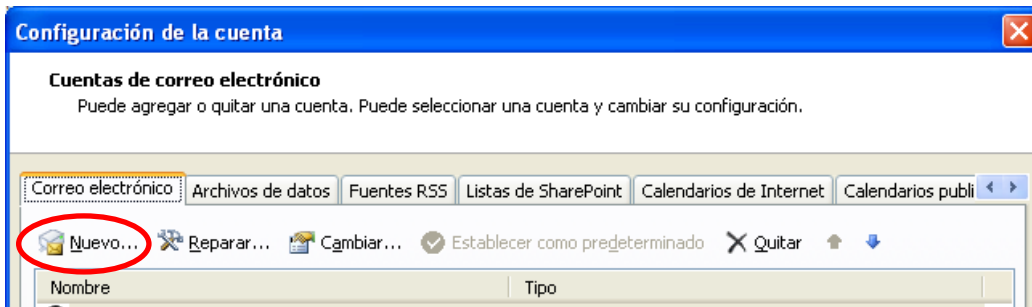 Configuración de la cuenta
Cuentas de correo electrónico
Puede agregar o quitar una cuenta. Puede seleccionar una cuenta y cambiar su configuración.
Correo electrónico Archivos de datos Fuentes RSS Listas de SharePoint Calendarios de Internet Calendarios publi
Nuevo... Reparar... Cambiar... Establecer como predeterminado Quitar
Nombre Tipo